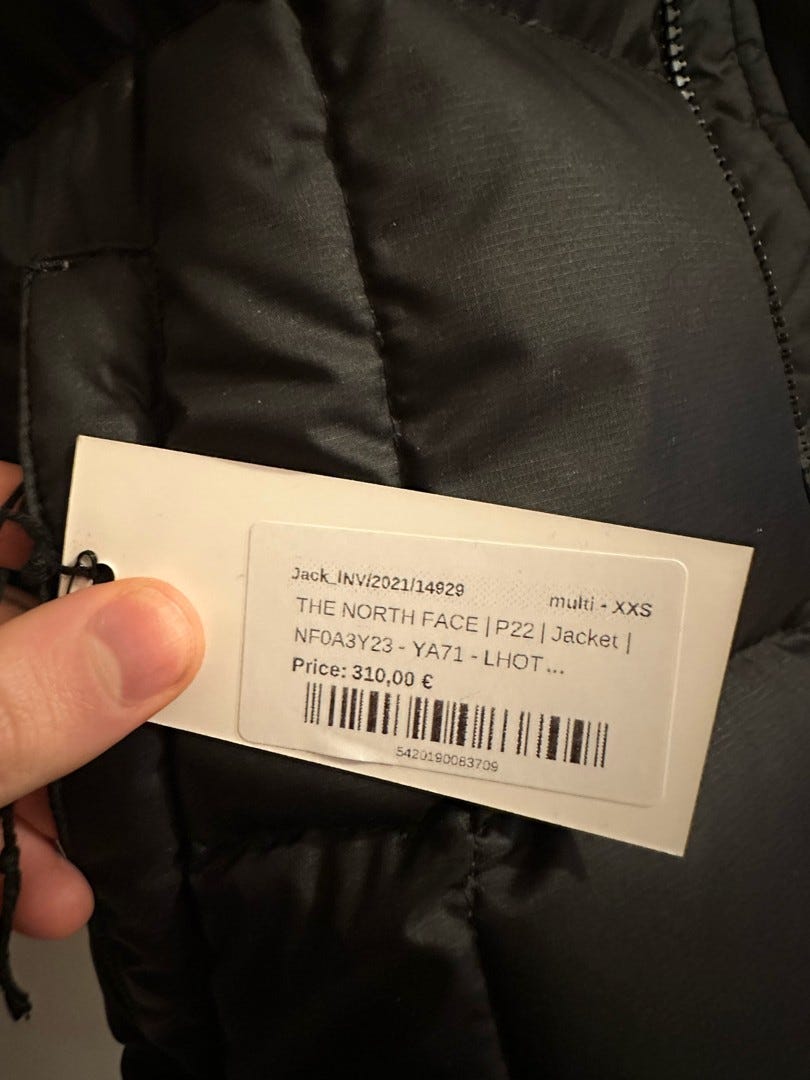 Jack_INV/2021/14929
multi - XXS
THE NORTH FACE | P22 | Jacket |
NF0A3Y23 - YA71 - LHOT...
Price: 310,00 €
5420190083709